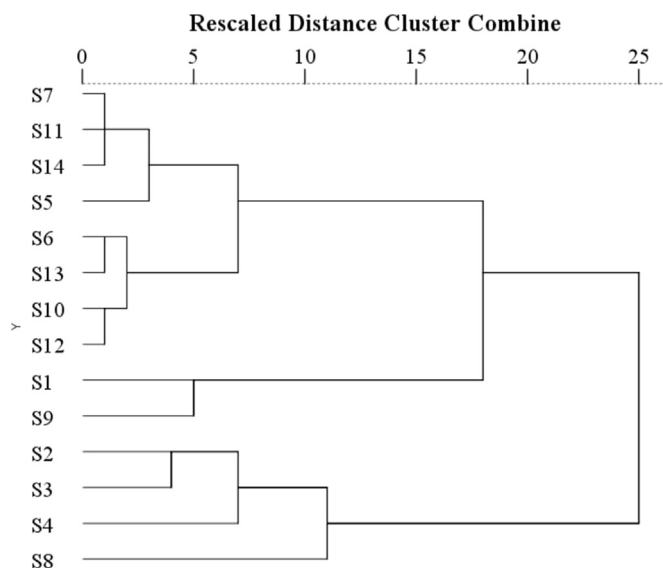 Rescaled Distance Cluster Combine
0 5 10 15 20 25
S7
S11
S14
S5
S6
S13
S10
Y
S12
S1
S9
S2
S3
S4
S8